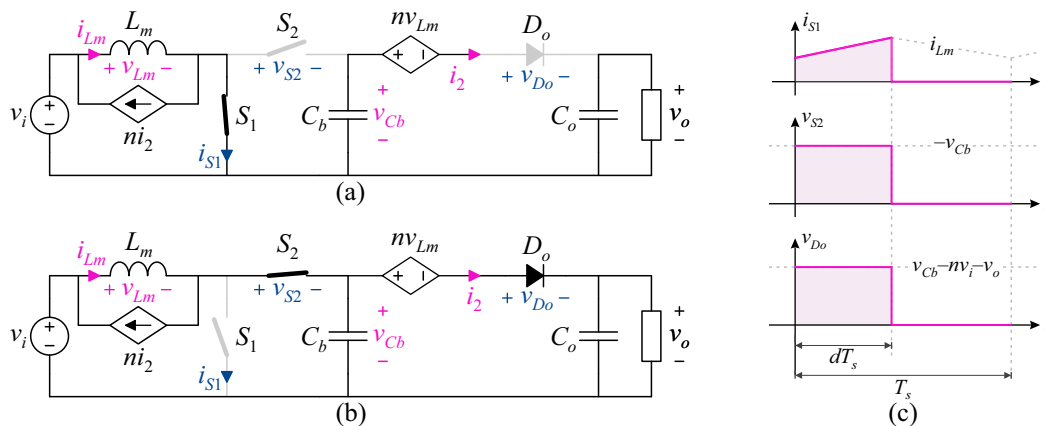 i_Lm L_m
+ v_Lm −
ni_2
v_i
+
−
S_1
i_S1
S_2
+ v_S2 −
C_b
+
v_Cb
−
nv_Lm
+ −
i_2
D_o
+ v_Do −
C_o
+
v_o
−
(a)
i_Lm L_m
+ v_Lm −
ni_2
v_i
+
−
S_1
i_S1
S_2
+ v_S2 −
C_b
+
v_Cb
−
nv_Lm
+ −
i_2
D_o
+ v_Do −
C_o
+
v_o
−
(b)
i_S1
i_Lm
v_S2
−v_Cb
v_Do
v_Cb−nv_i−v_o
dT_s
T_s
(c)